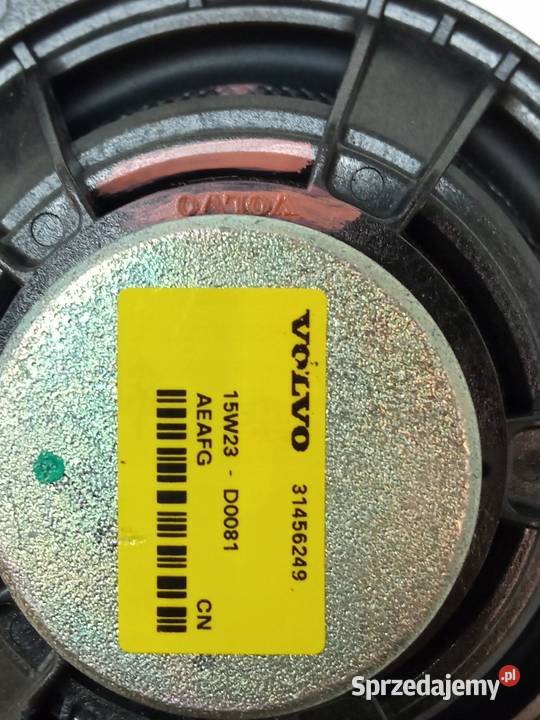 VOLVO
VOLVO 31456249
15W23 - D0081
AEAFG CN
Sprzedajemy.pl